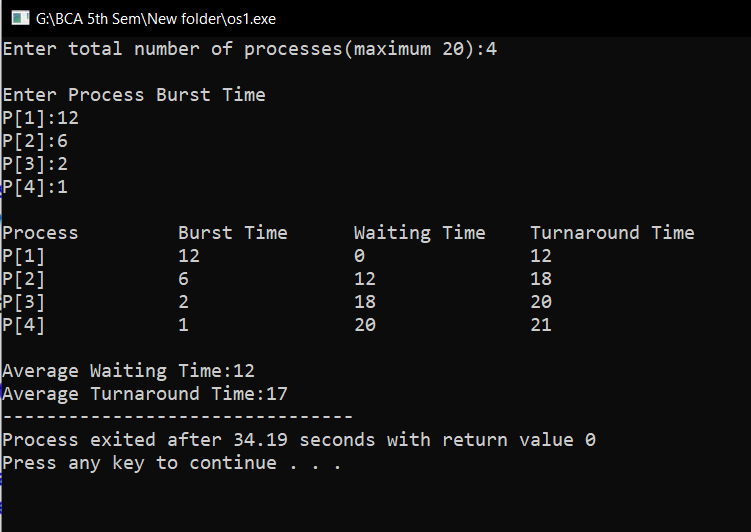 G:\BCA 5th Sem\New folder\os1.exe
Enter total number of processes(maximum 20):4
Enter Process Burst Time
P[1]:12
P[2]:6
P[3]:2
P[4]:1
Process Burst Time Waiting Time Turnaround Time
P[1] 12 0 12
P[2] 6 12 18
P[3] 2 18 20
P[4] 1 20 21
Average Waiting Time:12
Average Turnaround Time:17
--------------------------------
Process exited after 34.19 seconds with return value 0
Press any key to continue . . .